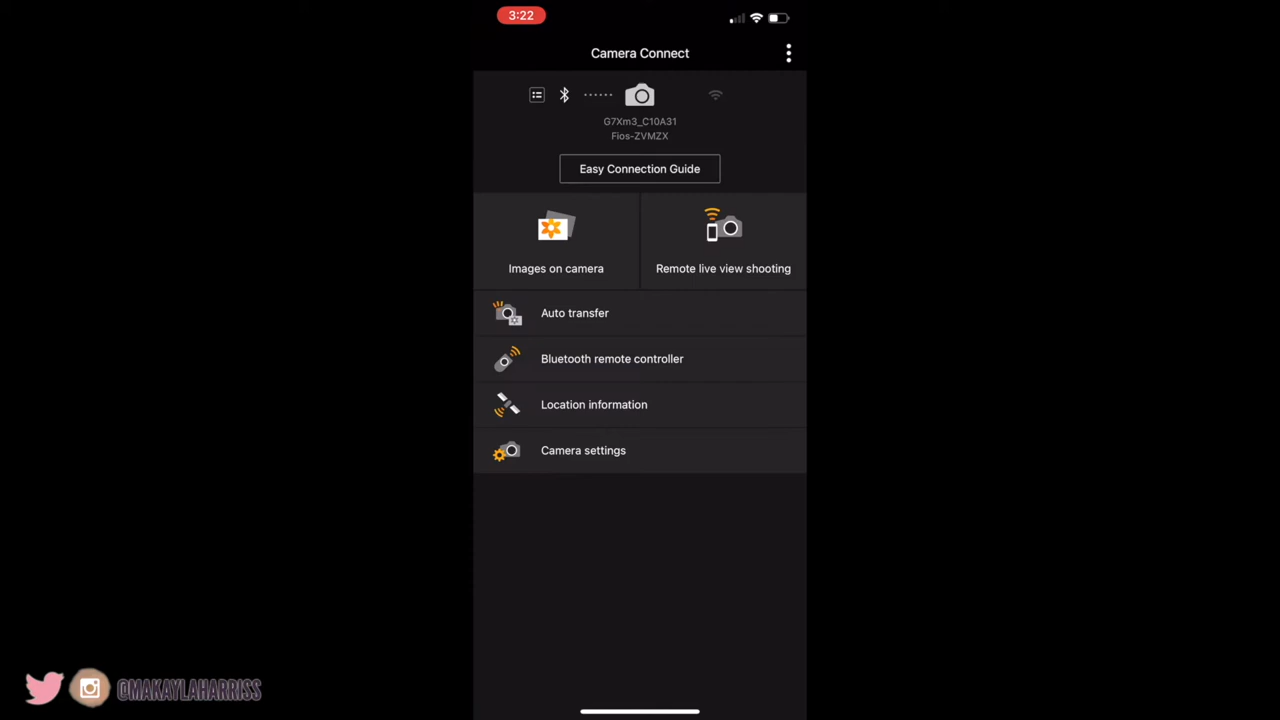 3:22
Camera Connect
G7Xm3_C10A31
Fios-ZVMZX
Easy Connection Guide
Images on camera
Remote live view shooting
Auto transfer
Bluetooth remote controller
Location information
Camera settings
@MAKAYLAHARRISS